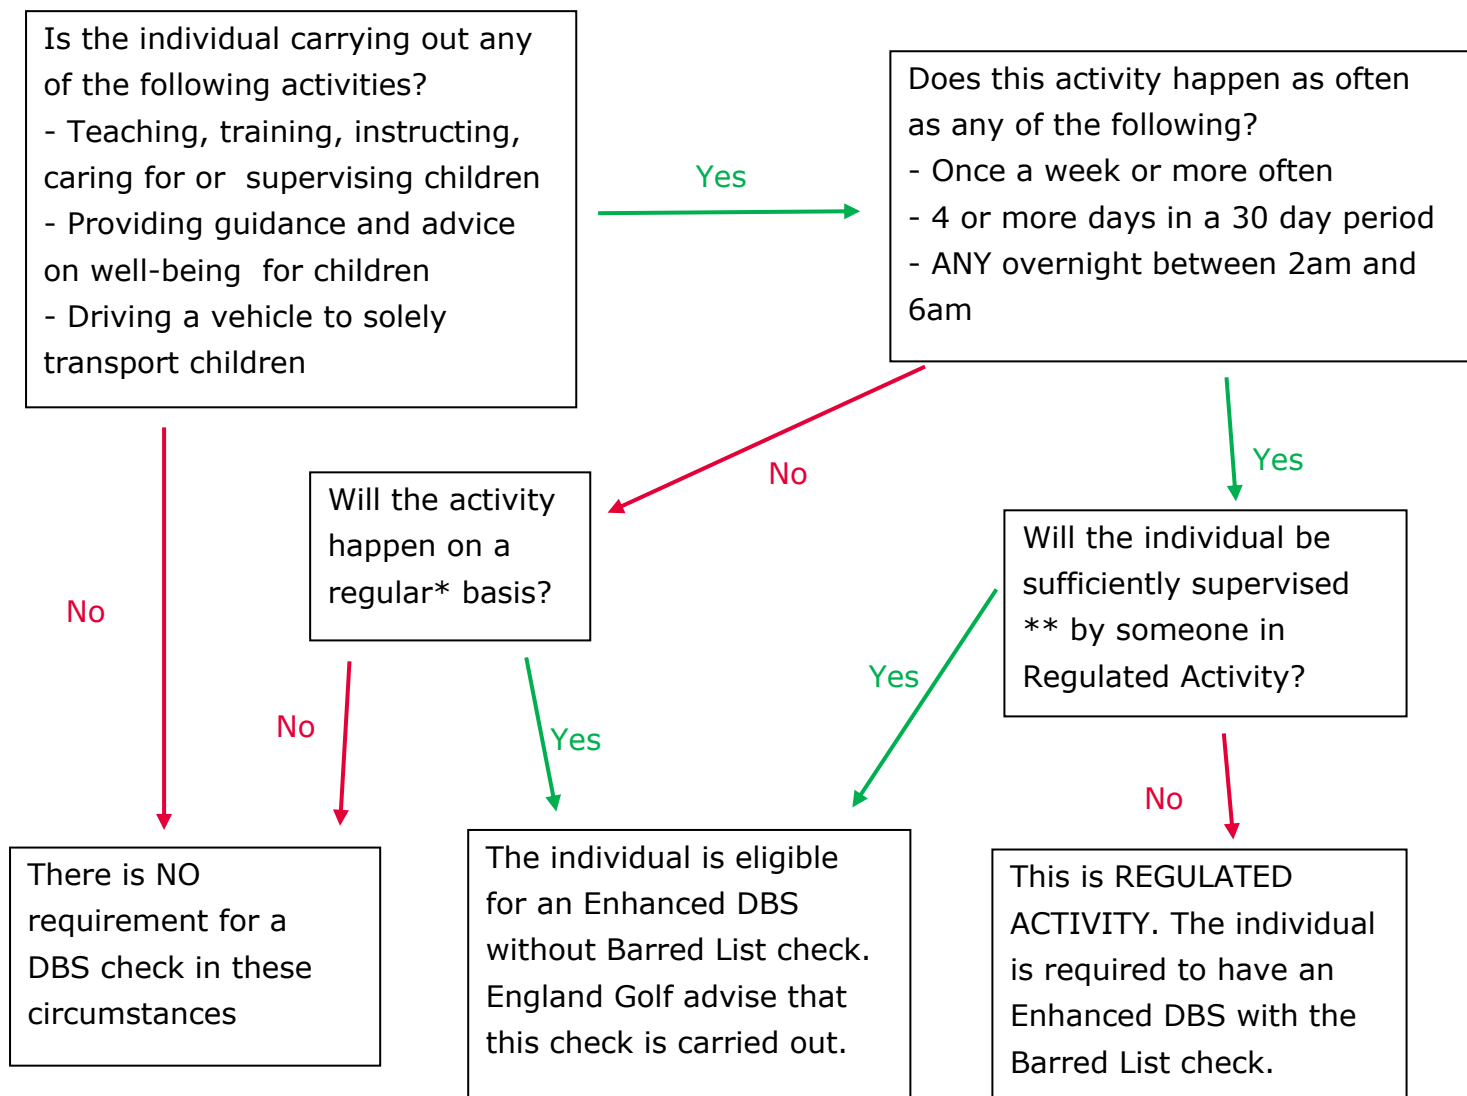 Is the individual carrying out any
of the following activities?
- Teaching, training, instructing,
caring for or supervising children
- Providing guidance and advice
on well-being for children
- Driving a vehicle to solely
transport children
Yes
Does this activity happen as often
as any of the following?
- Once a week or more often
- 4 or more days in a 30 day period
- ANY overnight between 2am and
6am
No
Yes
Will the activity
happen on a
regular* basis?
Will the individual be
sufficiently supervised
** by someone in
Regulated Activity?
No
No
Yes
Yes
No
There is NO
requirement for a
DBS check in these
circumstances
The individual is eligible
for an Enhanced DBS
without Barred List check.
England Golf advise that
this check is carried out.
This is REGULATED
ACTIVITY. The individual
is required to have an
Enhanced DBS with the
Barred List check.